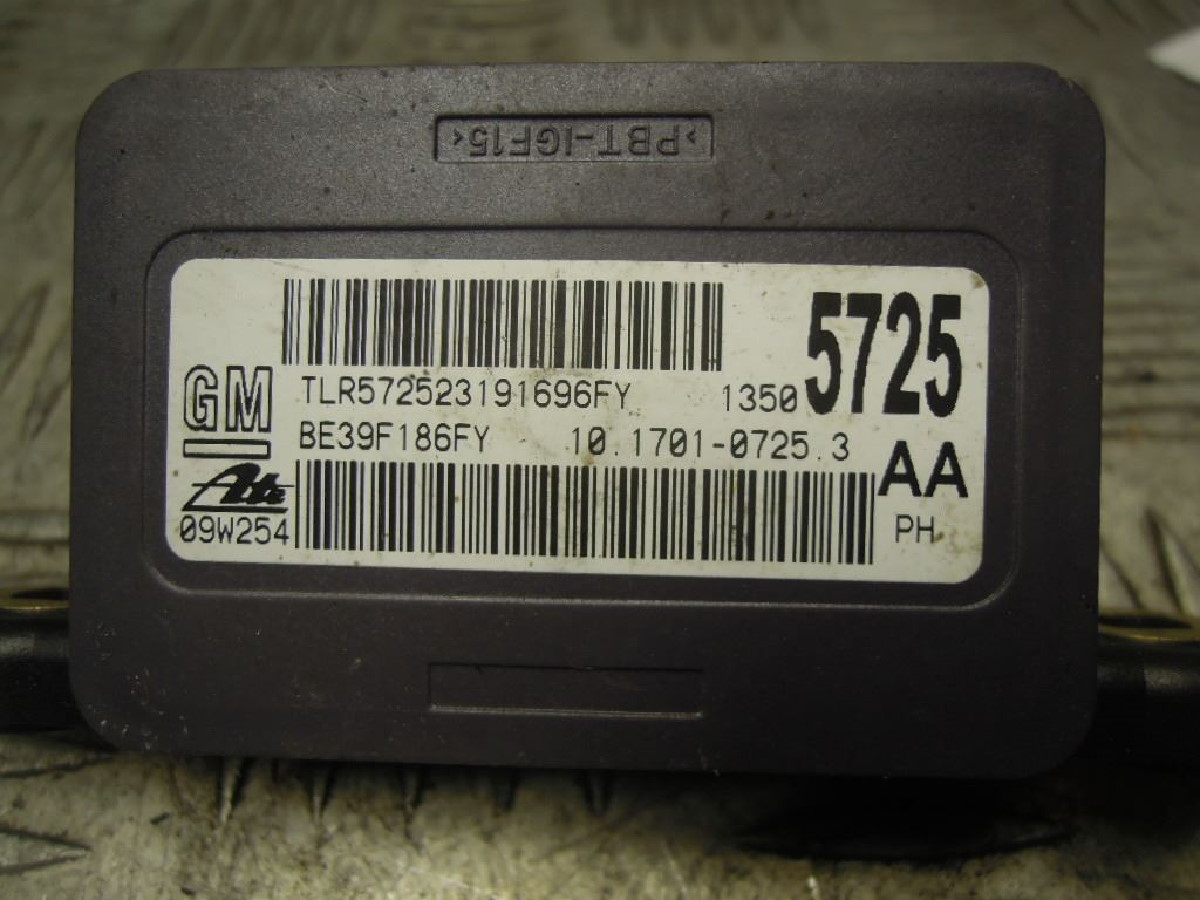 >PBT-IGF15<
TLR572523191696FY 1350 5725
GM
BE39F186FY 10.1701-0725.3 AA
Ate
09W254 PH